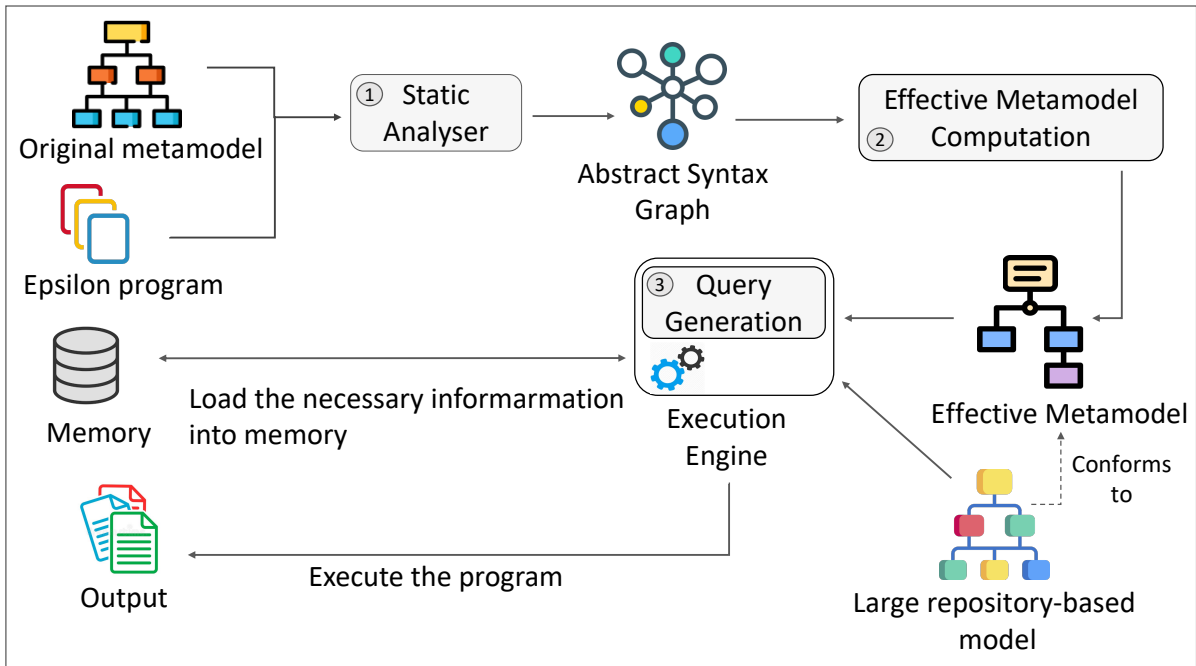 Original metamodel
Epsilon program
1 Static
Analyser
Abstract Syntax
Graph
Effective Metamodel
2 Computation
Effective Metamodel
3 Query
Generation
Execution
Engine
Memory
Load the necessary informarmation
into memory
Conforms
to
Large repository-based
model
Execute the program
Output